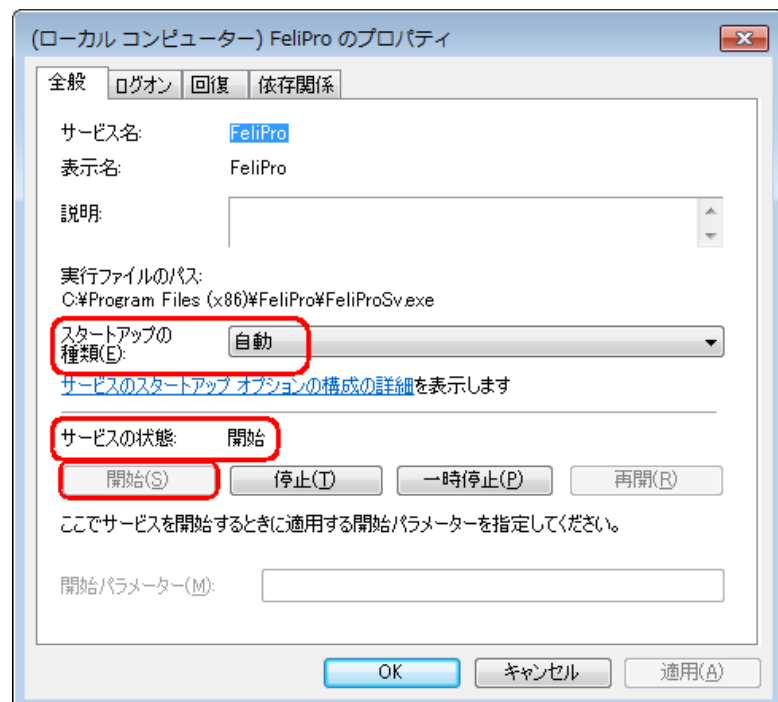 (ローカル コンピューター) FeliPro のプロパティ
全般 ログオン 回復 依存関係
サービス名: FeliPro
表示名: FeliPro
説明:
実行ファイルのパス:
C:¥Program Files (x86)¥FeliPro¥FeliProSv.exe
スタートアップの
種類(E): 自動
サービスのスタートアップ オプションの構成の詳細を表示します
サービスの状態: 開始
開始(S) 停止(T) 一時停止(P) 再開(R)
ここでサービスを開始するときに適用する開始パラメーターを指定してください。
開始パラメーター(M):
OK キャンセル 適用(A)